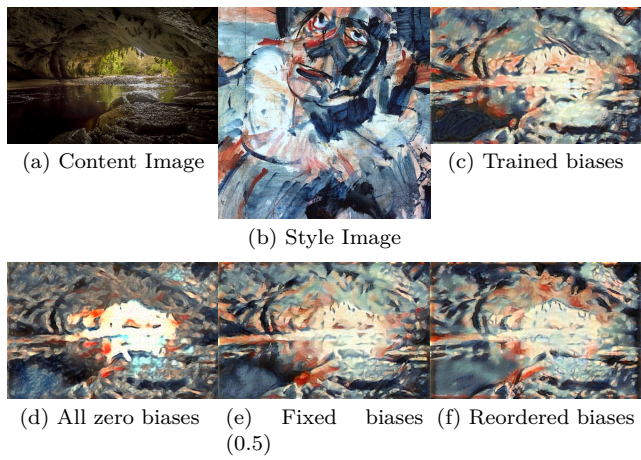 (a) Content Image
(c) Trained biases
(b) Style Image
(d) All zero biases
(e) Fixed biases
(0.5)
(f) Reordered biases